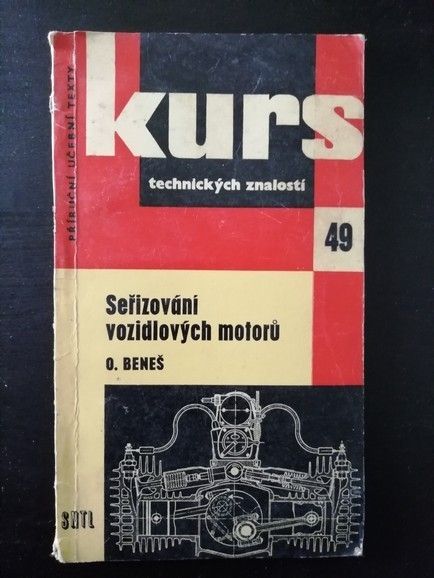 PŘÍRUČNÍ UČEBNÍ TEXTY
kurs
technických znalostí
49
Seřizování
vozidlových motorů
O. BENEŠ
SNTL